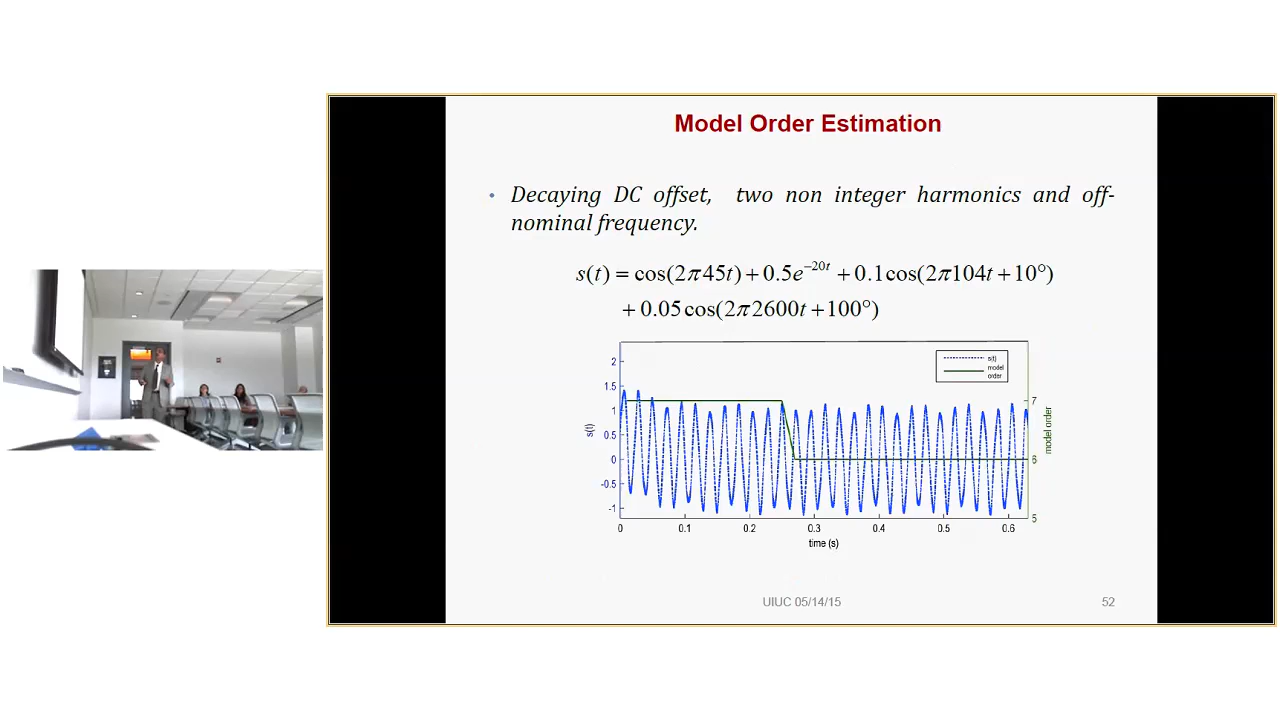 Model Order Estimation
• Decaying DC offset, two non integer harmonics and off-
nominal frequency.
s(t) = cos(2π45t) + 0.5e^{−20t} + 0.1cos(2π104t + 10°)
+ 0.05cos(2π2600t + 100°)
s(t)
model
order
2
1.5
1
0.5
0
-0.5
-1
s(t)
7
6
5
model order
0 0.1 0.2 0.3 0.4 0.5 0.6
time (s)
UIUC 05/14/15 52